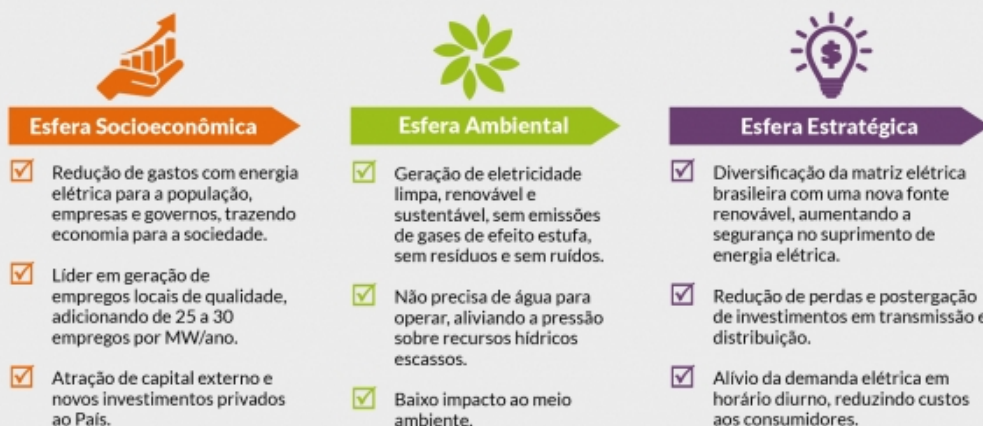 Esfera Socioeconômica
Redução de gastos com energia
elétrica para a população,
empresas e governos, trazendo
economia para a sociedade.
Líder em geração de
empregos locais de qualidade,
adicionando de 25 a 30
empregos por MW/ano.
Atração de capital externo e
novos investimentos privados
ao País.
Esfera Ambiental
Geração de eletricidade
limpa, renovável e
sustentável, sem emissões
de gases de efeito estufa,
sem resíduos e sem ruídos.
Não precisa de água para
operar, aliviando a pressão
sobre recursos hídricos
escassos.
Baixo impacto ao meio
ambiente.
$
Esfera Estratégica
Diversificação da matriz elétrica
brasileira com uma nova fonte
renovável, aumentando a
segurança no suprimento de
energia elétrica.
Redução de perdas e postergação
de investimentos em transmissão e
distribuição.
Alívio da demanda elétrica em
horário diurno, reduzindo custos
aos consumidores.